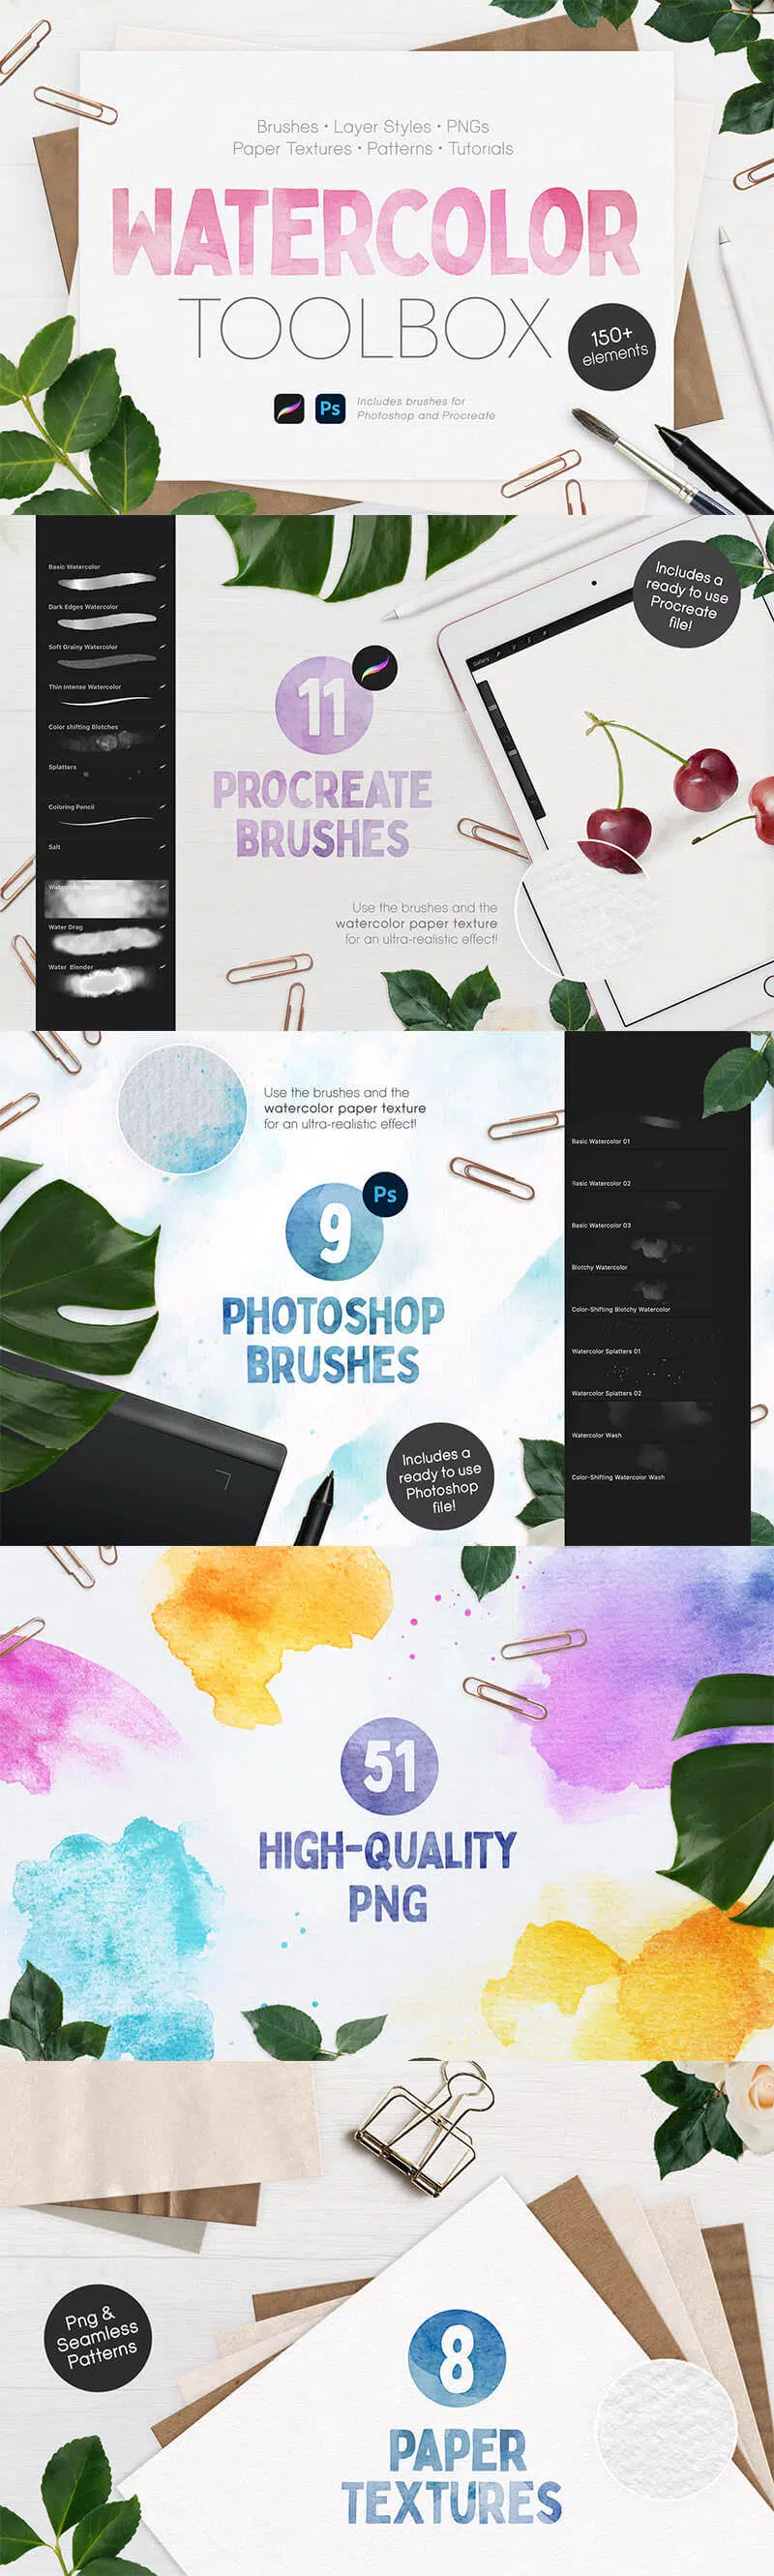 Brushes • Layer Styles • PNGs
Paper Textures • Patterns • Tutorials
WATERCOLOR
TOOLBOX
150+
elements
Ps
Includes brushes for
Photoshop and Procreate
Basic Watercolor
Dark Edges Watercolor
Soft Grainy Watercolor
Thin Intense Watercolor
Color shifting Blotches
Splatters
Coloring Pencil
Salt
Water Drag
Water Blender
11
PROCREATE
BRUSHES
Includes a
ready to use
Procreate
file!
Gallery
Use the brushes and the
watercolor paper texture
for an ultra-realistic effect!
Use the brushes and the
watercolor paper texture
for an ultra-realistic effect!
9
Ps
PHOTOSHOP
BRUSHES
Includes a
ready to use
Photoshop
file!
Basic Watercolor 01
Basic Watercolor 02
Basic Watercolor 03
Blotchy Watercolor
Color-Shifting Blotchy Watercolor
Watercolor Splatters 01
Watercolor Splatters 02
Watercolor Wash
Color-Shifting Watercolor Wash
51
HIGH-QUALITY
PNG
Png &
Seamless
Patterns
8
PAPER
TEXTURES